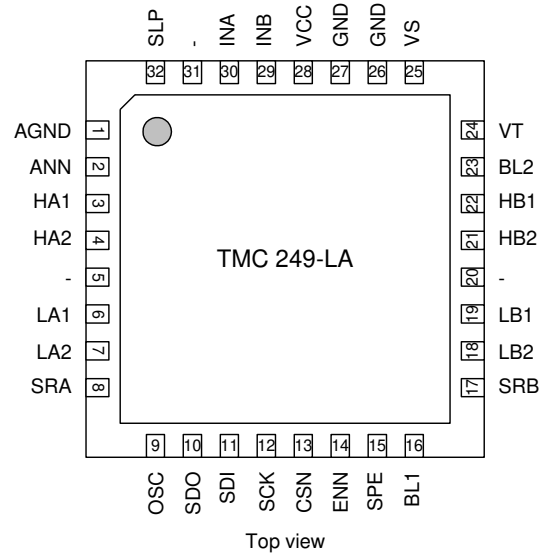 SLP - INA INB VCC GND GND VS
32 31 30 29 28 27 26 25
AGND 1 24 VT
ANN 2 23 BL2
HA1 3 22 HB1
HA2 4 21 HB2
TMC 249-LA
- 5 20 -
LA1 6 19 LB1
LA2 7 18 LB2
SRA 8 17 SRB
9 10 11 12 13 14 15 16
OSC SDO SDI SCK CSN ENN SPE BL1
Top view